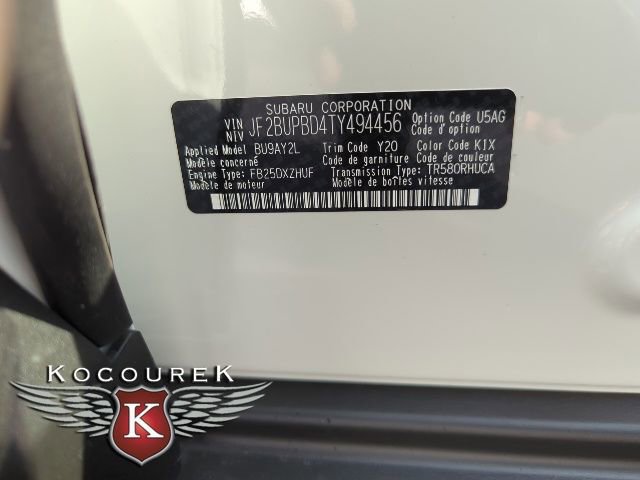 SUBARU CORPORATION
VIN
NIV
JF2BUPBD4TY494456
Option Code U5AG
Code d'option
Applied Model BU9AY2L Trim Code Y20 Color Code K1X
Modèle concerné Code de garniture Code de couleur
Engine Type: FB25DXZHUF Transmission Type: TR580RHUCA
Modèle de moteur Modèle de boîtes vitesse
KOCOUREK
K